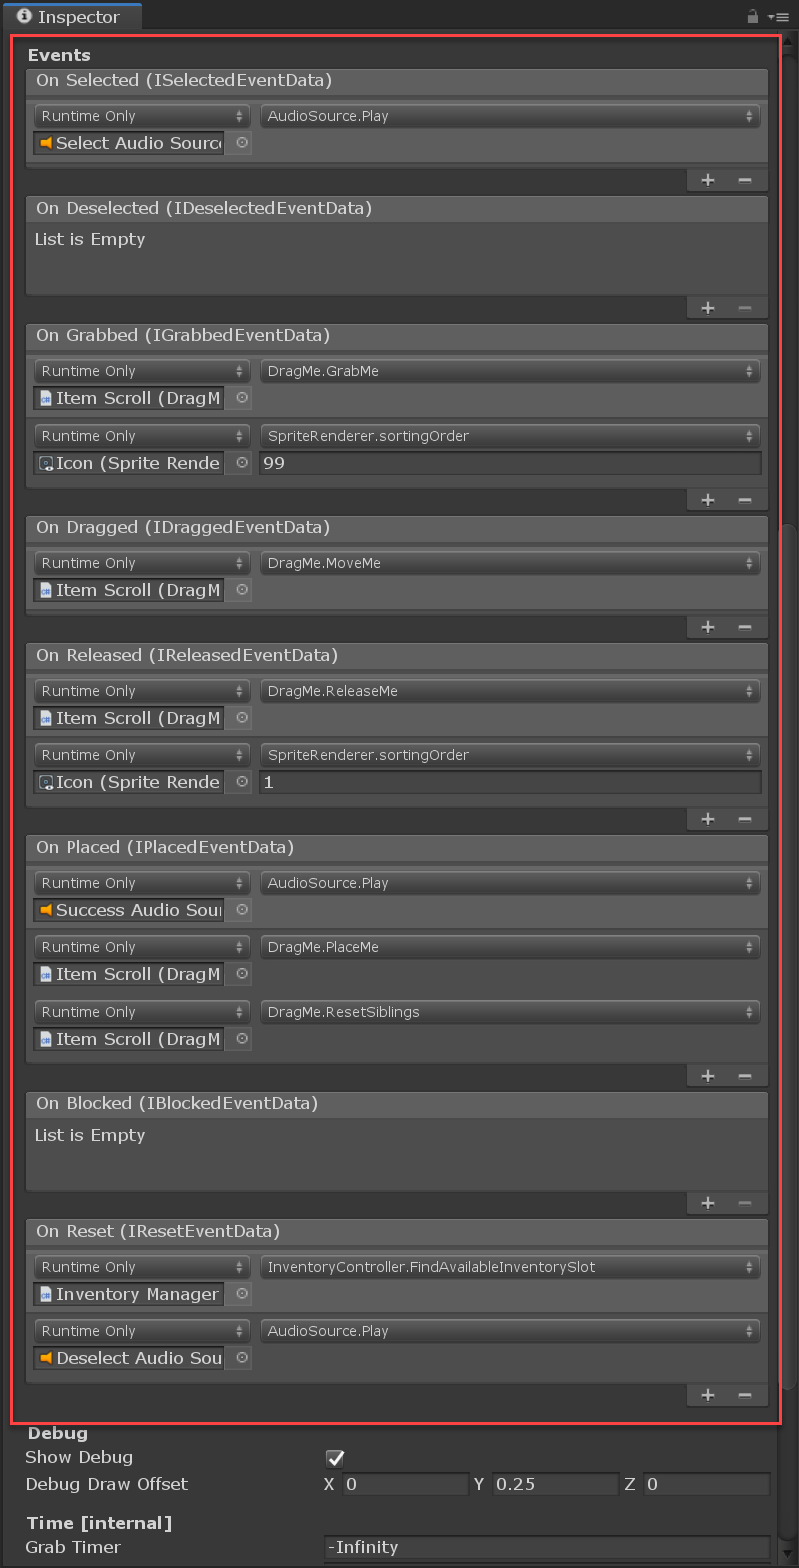 Inspector
Events
On Selected (ISelectedEventData)
Runtime Only AudioSource.Play
Select Audio Source
On Deselected (IDeselectedEventData)
List is Empty
On Grabbed (IGrabbedEventData)
Runtime Only DragMe.GrabMe
Item Scroll (DragM
Runtime Only SpriteRenderer.sortingOrder
Icon (Sprite Rende 99
On Dragged (IDraggedEventData)
Runtime Only DragMe.MoveMe
Item Scroll (DragM
On Released (IReleasedEventData)
Runtime Only DragMe.ReleaseMe
Item Scroll (DragM
Runtime Only SpriteRenderer.sortingOrder
Icon (Sprite Rende 1
On Placed (IPlacedEventData)
Runtime Only AudioSource.Play
Success Audio Sour
Runtime Only DragMe.PlaceMe
Item Scroll (DragM
Runtime Only DragMe.ResetSiblings
Item Scroll (DragM
On Blocked (IBlockedEventData)
List is Empty
On Reset (IResetEventData)
Runtime Only InventoryController.FindAvailableInventorySlot
Inventory Manager
Runtime Only AudioSource.Play
Deselect Audio Sou
Debug
Show Debug
Debug Draw Offset X 0 Y 0.25 Z 0
Time [internal]
Grab Timer -Infinity